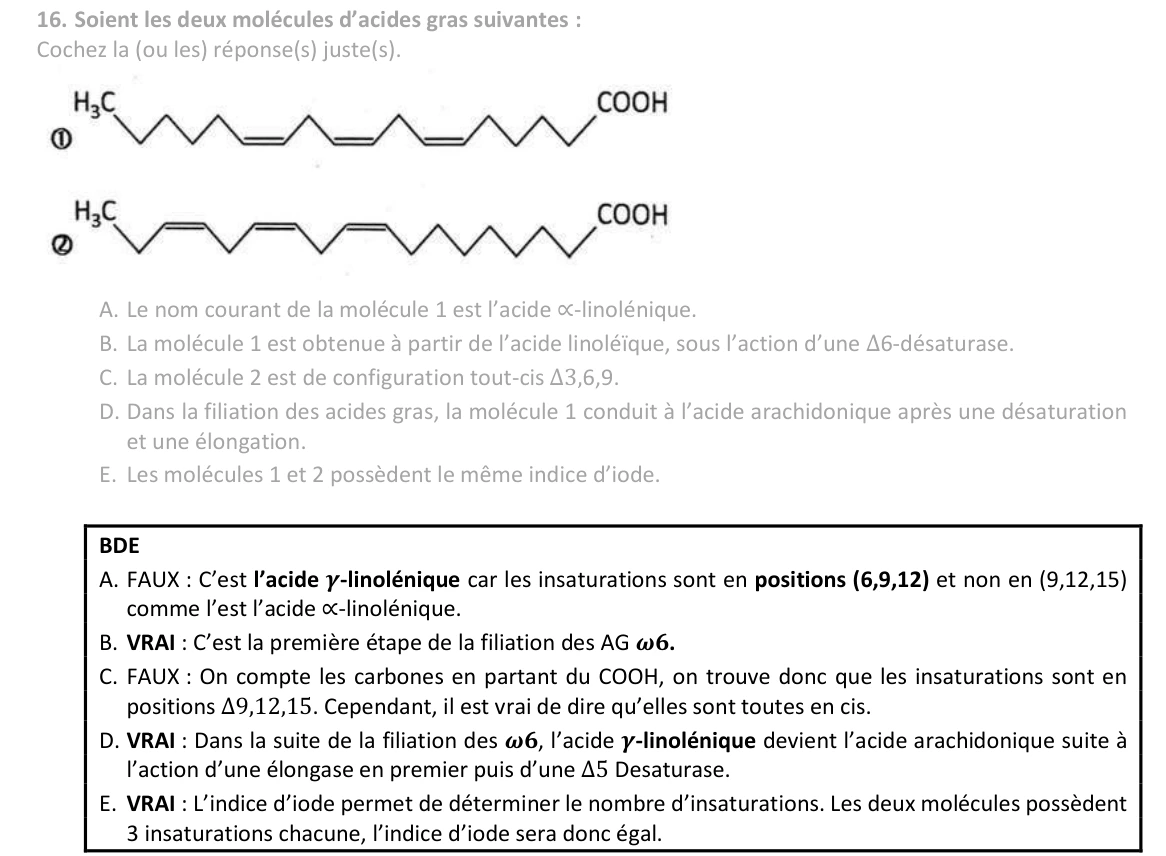 16. Soient les deux molécules d’acides gras suivantes :
Cochez la (ou les) réponse(s) juste(s).
H₃C
COOH
①
H₃C
COOH
②
A. Le nom courant de la molécule 1 est l’acide ∝-linolénique.
B. La molécule 1 est obtenue à partir de l’acide linoléïque, sous l’action d’une Δ6-désaturase.
C. La molécule 2 est de configuration tout-cis Δ3,6,9.
D. Dans la filiation des acides gras, la molécule 1 conduit à l’acide arachidonique après une désaturation
et une élongation.
E. Les molécules 1 et 2 possèdent le même indice d’iode.
BDE
A. FAUX : C’est l’acide γ-linolénique car les insaturations sont en positions (6,9,12) et non en (9,12,15)
comme l’est l’acide ∝-linolénique.
B. VRAI : C’est la première étape de la filiation des AG ω6.
C. FAUX : On compte les carbones en partant du COOH, on trouve donc que les insaturations sont en
positions Δ9,12,15. Cependant, il est vrai de dire qu’elles sont toutes en cis.
D. VRAI : Dans la suite de la filiation des ω6, l’acide γ-linolénique devient l’acide arachidonique suite à
l’action d’une élongase en premier puis d’une Δ5 Desaturase.
E. VRAI : L’indice d’iode permet de déterminer le nombre d’insaturations. Les deux molécules possèdent
3 insaturations chacune, l’indice d’iode sera donc égal.